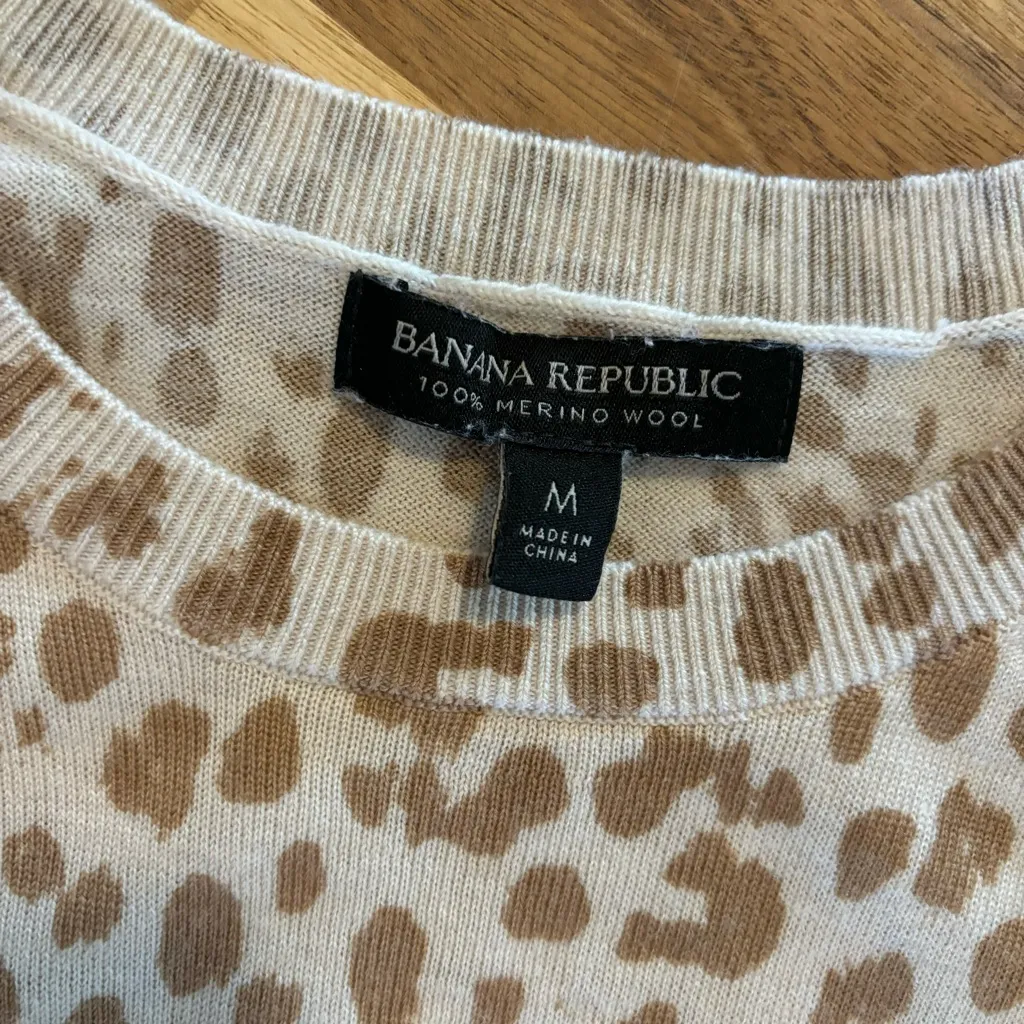 BANANA REPUBLIC
100% MERINO WOOL
M
MADE IN
CHINA